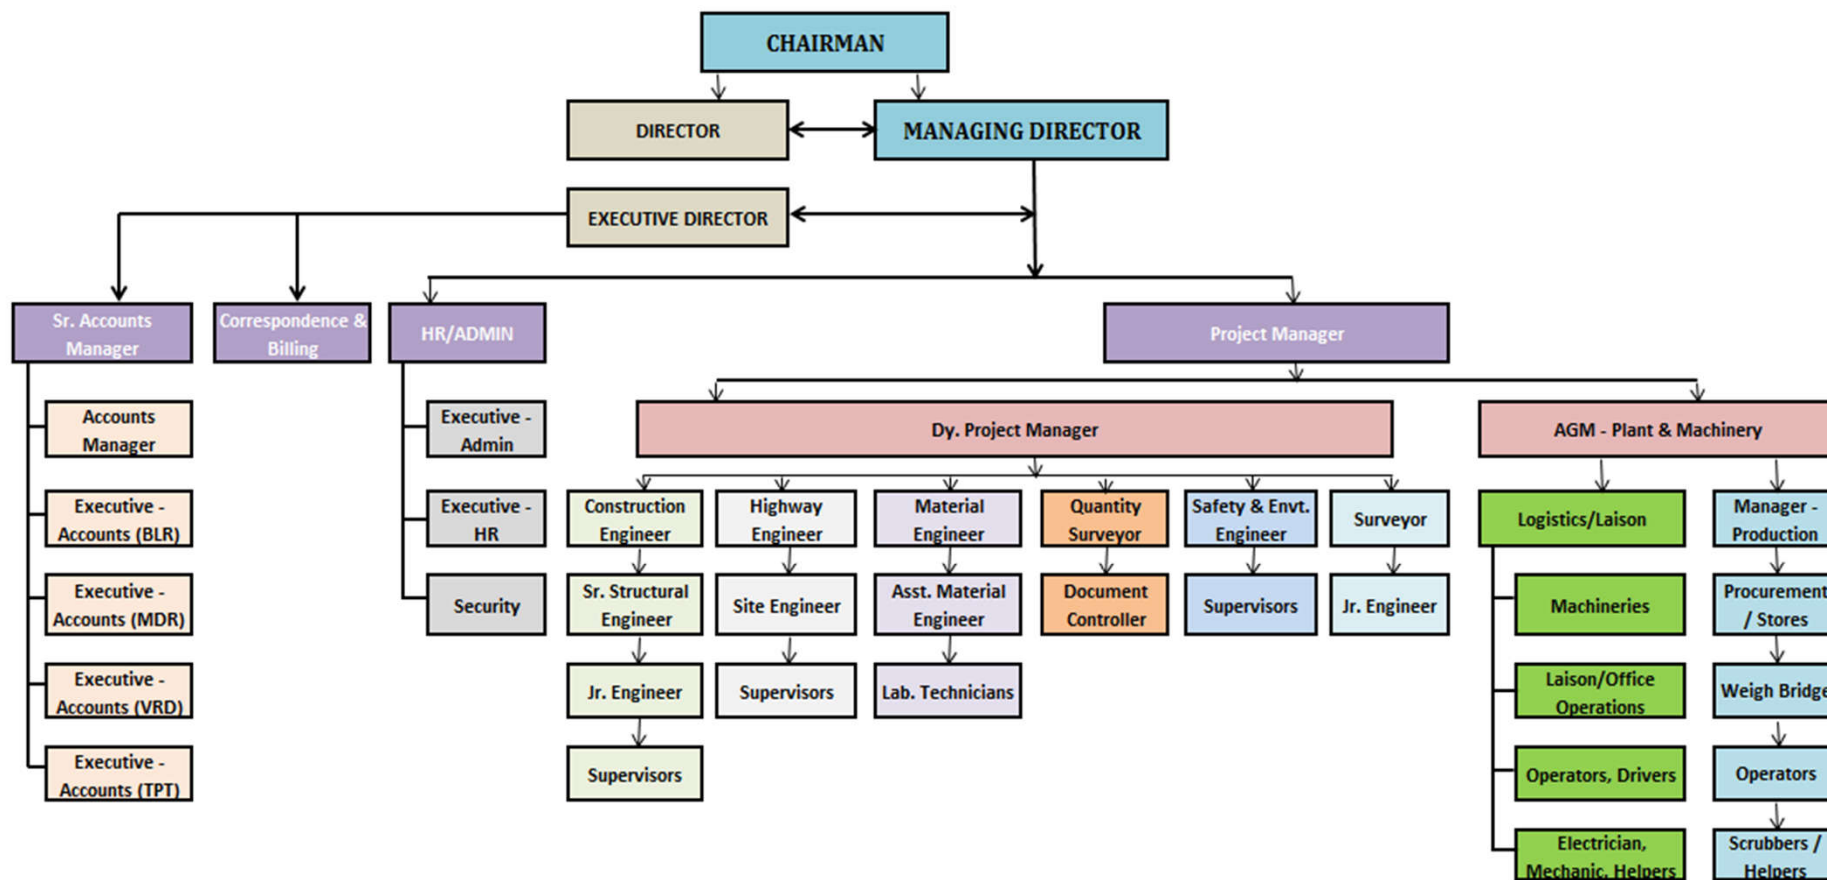 CHAIRMAN
DIRECTOR
MANAGING DIRECTOR
EXECUTIVE DIRECTOR
Sr. Accounts
Manager
Correspondence &
Billing
HR/ADMIN
Project Manager
Accounts
Manager
Executive -
Admin
Dy. Project Manager
AGM - Plant & Machinery
Executive -
Accounts (BLR)
Executive -
HR
Construction
Engineer
Highway
Engineer
Material
Engineer
Quantity
Surveyor
Safety & Envt.
Engineer
Surveyor
Logistics/Laison
Manager -
Production
Executive -
Accounts (MDR)
Security
Sr. Structural
Engineer
Site Engineer
Asst. Material
Engineer
Document
Controller
Supervisors
Jr. Engineer
Machineries
Procurement
/ Stores
Executive -
Accounts (VRD)
Jr. Engineer
Supervisors
Lab. Technicians
Laison/Office
Operations
Weigh Bridge
Executive -
Accounts (TPT)
Supervisors
Operators, Drivers
Operators
Electrician,
Mechanic, Helpers
Scrubbers /
Helpers